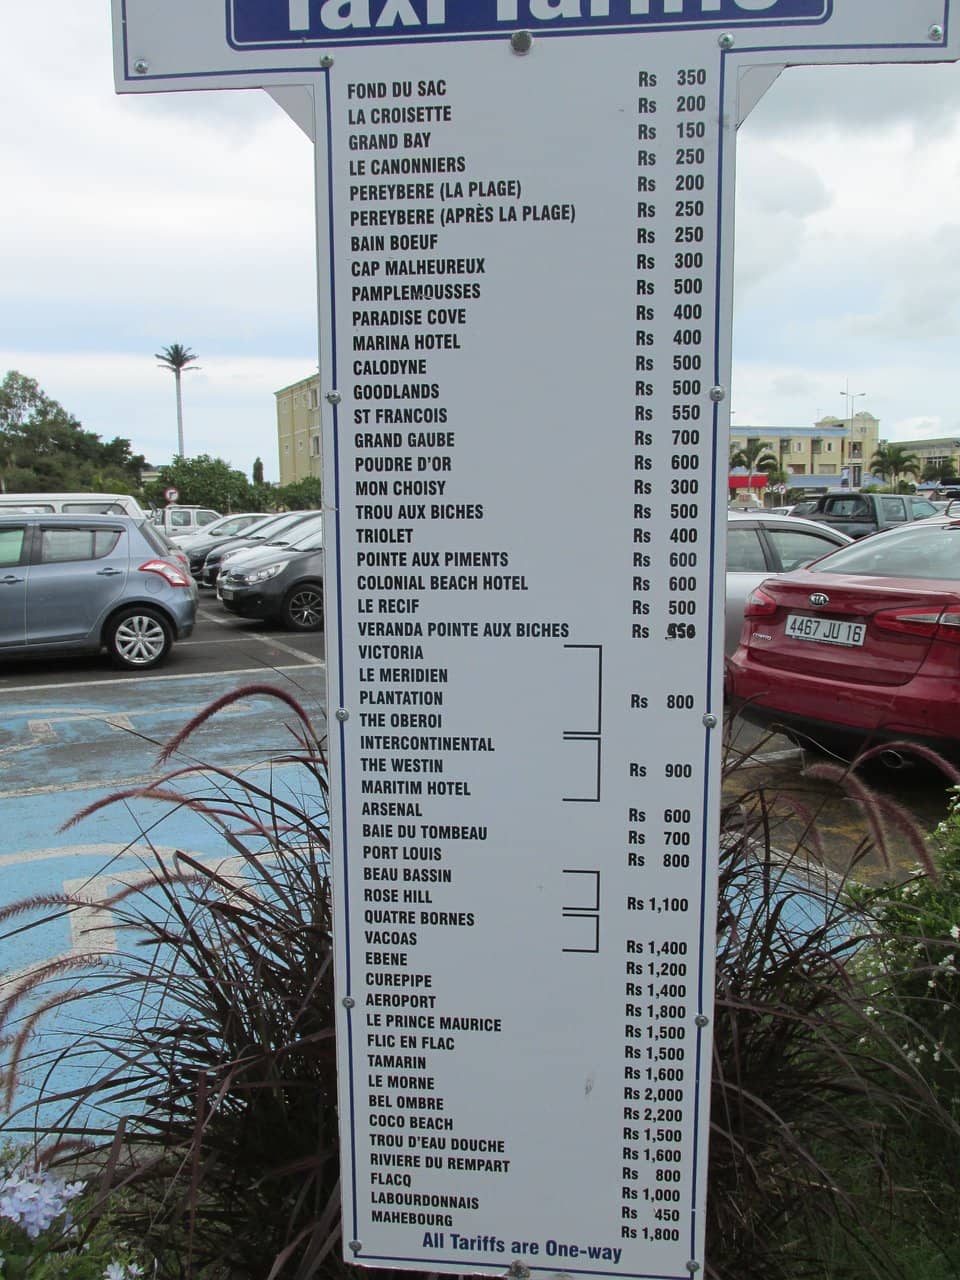 Taxi Tariffs
FOND DU SAC Rs 350
LA CROISETTE Rs 200
GRAND BAY Rs 150
LE CANONNIERS Rs 250
PEREYBERE (LA PLAGE) Rs 200
PEREYBERE (APRÈS LA PLAGE) Rs 250
BAIN BOEUF Rs 250
CAP MALHEUREUX Rs 300
PAMPLEMOUSSES Rs 500
PARADISE COVE Rs 400
MARINA HOTEL Rs 400
CALODYNE Rs 500
GOODLANDS Rs 500
ST FRANCOIS Rs 550
GRAND GAUBE Rs 700
POUDRE D'OR Rs 600
MON CHOISY Rs 300
TROU AUX BICHES Rs 500
TRIOLET Rs 400
POINTE AUX PIMENTS Rs 600
COLONIAL BEACH HOTEL Rs 600
LE RECIF Rs 500
VERANDA POINTE AUX BICHES Rs
VICTORIA
LE MERIDIEN
PLANTATION Rs 800
THE OBEROI
INTERCONTINENTAL
THE WESTIN Rs 900
MARITIM HOTEL
ARSENAL Rs 600
BAIE DU TOMBEAU Rs 700
PORT LOUIS Rs 800
BEAU BASSIN
ROSE HILL Rs 1,100
QUATRE BORNES
VACOAS Rs 1,400
EBENE Rs 1,200
CUREPIPE Rs 1,400
AEROPORT Rs 1,800
LE PRINCE MAURICE Rs 1,500
FLIC EN FLAC Rs 1,500
TAMARIN Rs 1,600
LE MORNE Rs 2,000
BEL OMBRE Rs 2,200
COCO BEACH Rs 1,500
TROU D'EAU DOUCHE Rs 1,600
RIVIERE DU REMPART Rs 800
FLACQ Rs 1,000
LABOURDONNAIS Rs 450
MAHEBOURG Rs 1,800
All Tariffs are One-way
KIA
4467 JU 16